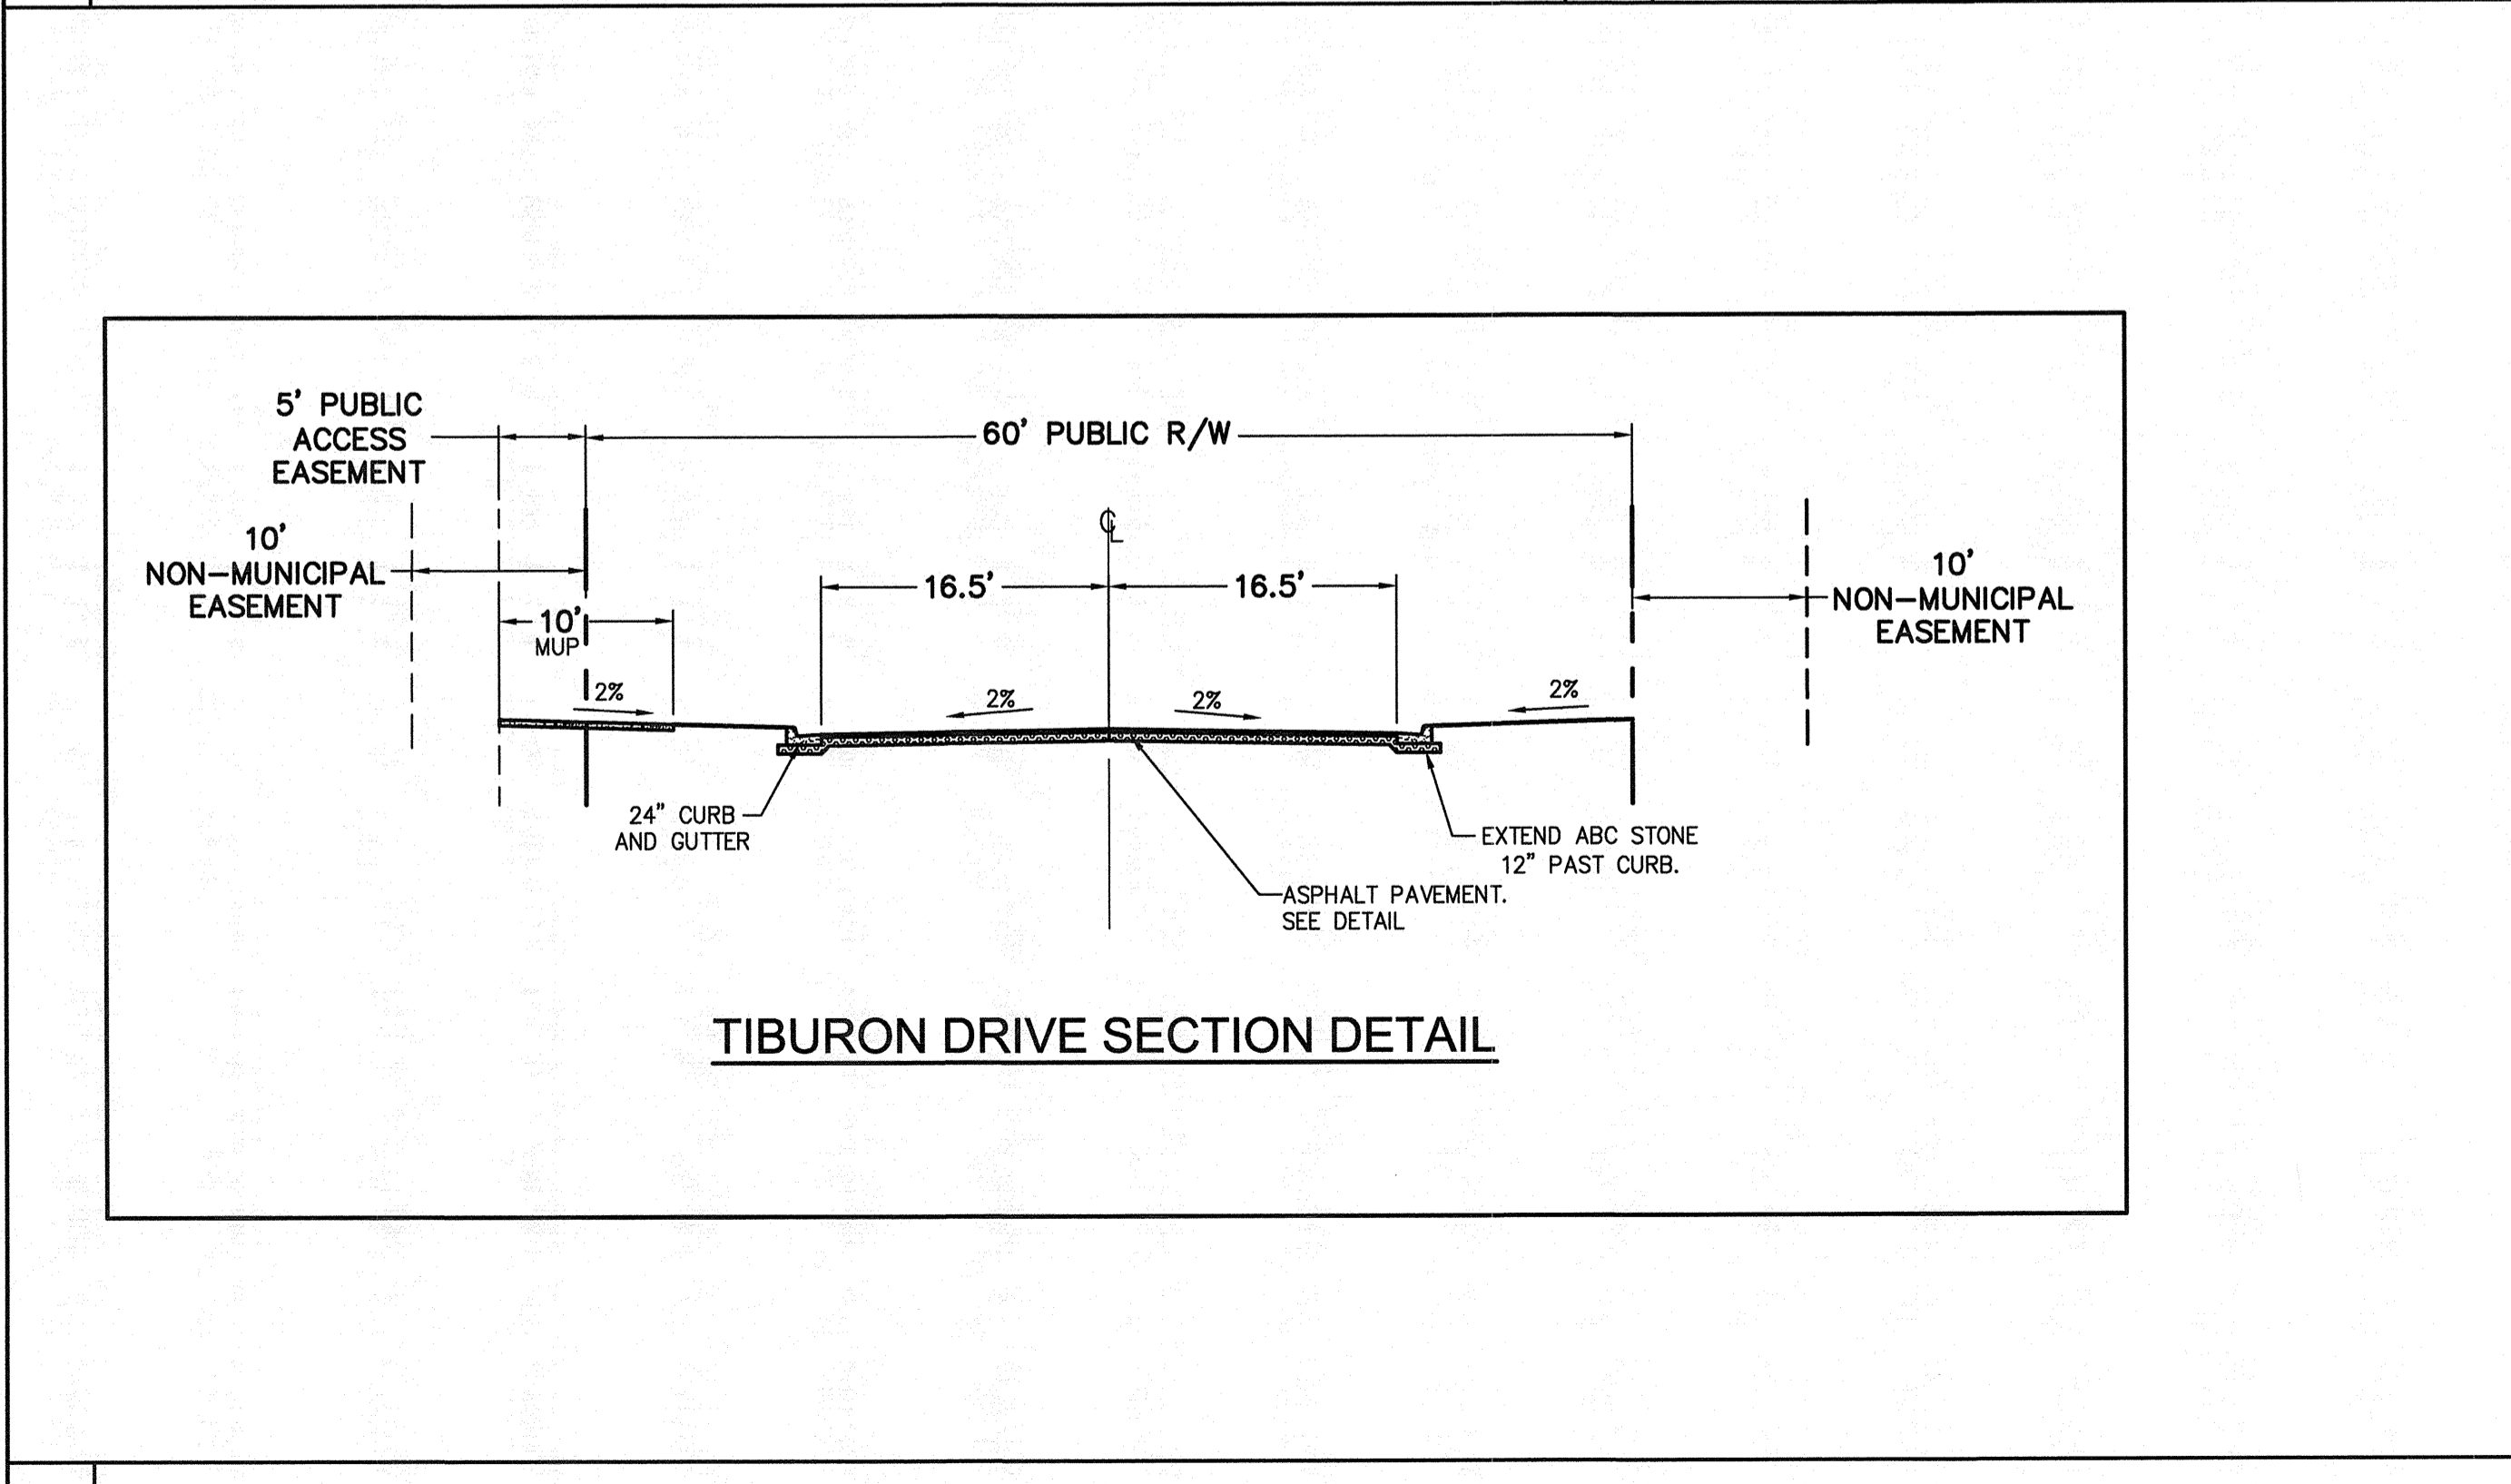 5' PUBLIC
ACCESS
EASEMENT
60' PUBLIC R/W
10'
NON-MUNICIPAL
EASEMENT
CL
16.5'
16.5'
10'
NON-MUNICIPAL
EASEMENT
10'
MUP
2%
2%
2%
2%
24" CURB
AND GUTTER
EXTEND ABC STONE
12" PAST CURB.
ASPHALT PAVEMENT.
SEE DETAIL
TIBURON DRIVE SECTION DETAIL